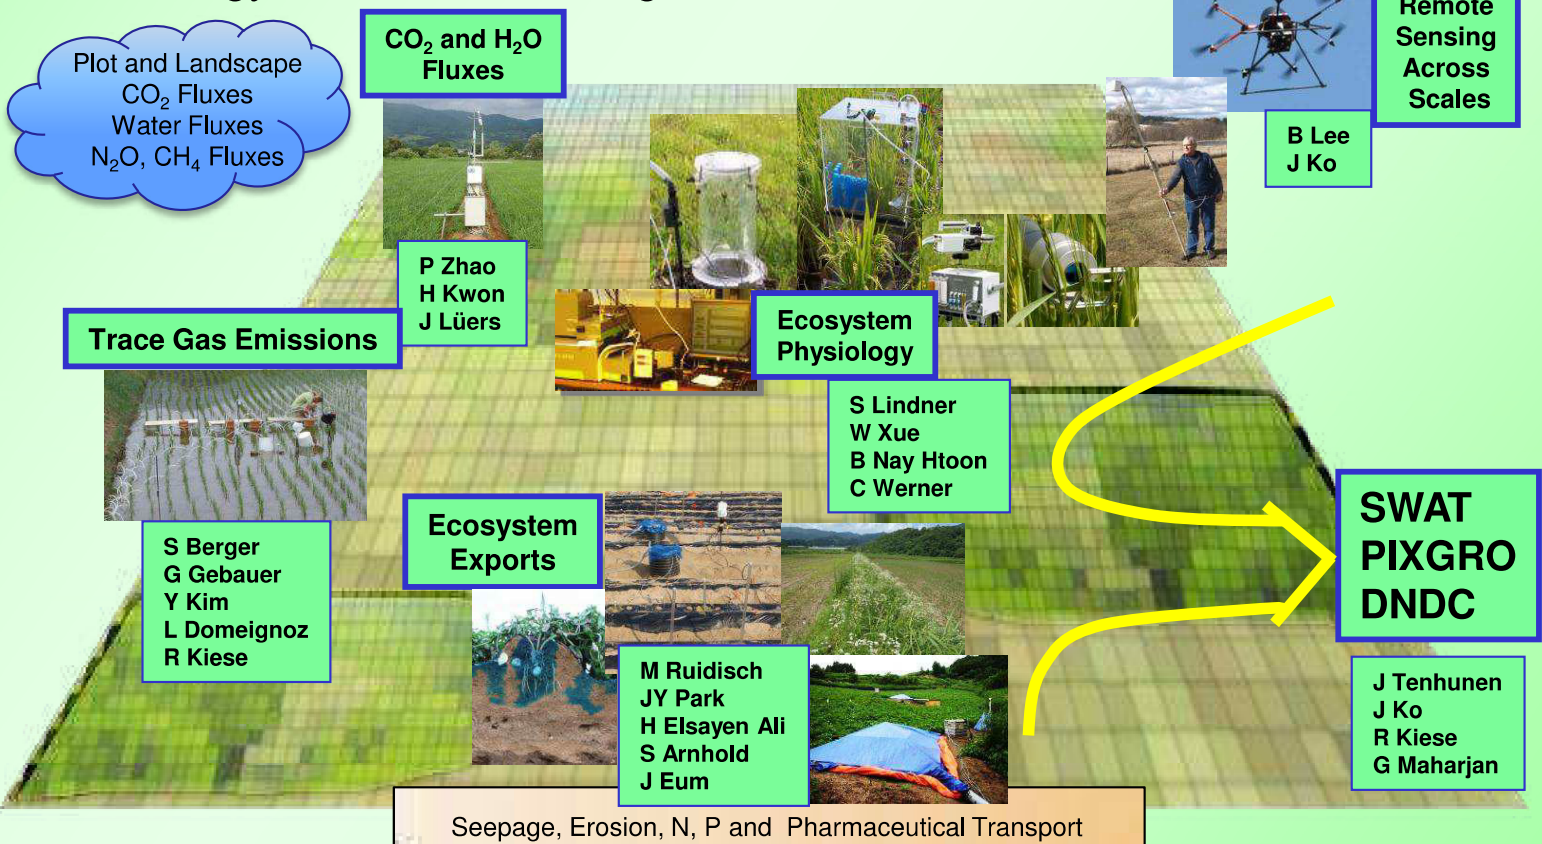 Remote
Sensing
Across
Scales
B Lee
J Ko
CO₂ and H₂O
Fluxes
Plot and Landscape
CO₂ Fluxes
Water Fluxes
N₂O, CH₄ Fluxes
P Zhao
H Kwon
J Lüers
Trace Gas Emissions
S Berger
G Gebauer
Y Kim
L Domeignoz
R Kiese
Ecosystem
Physiology
S Lindner
W Xue
B Nay Htoon
C Werner
Ecosystem
Exports
M Ruidisch
JY Park
H Elsayen Ali
S Arnhold
J Eum
SWAT
PIXGRO
DNDC
J Tenhunen
J Ko
R Kiese
G Maharjan
Seepage, Erosion, N, P and Pharmaceutical Transport